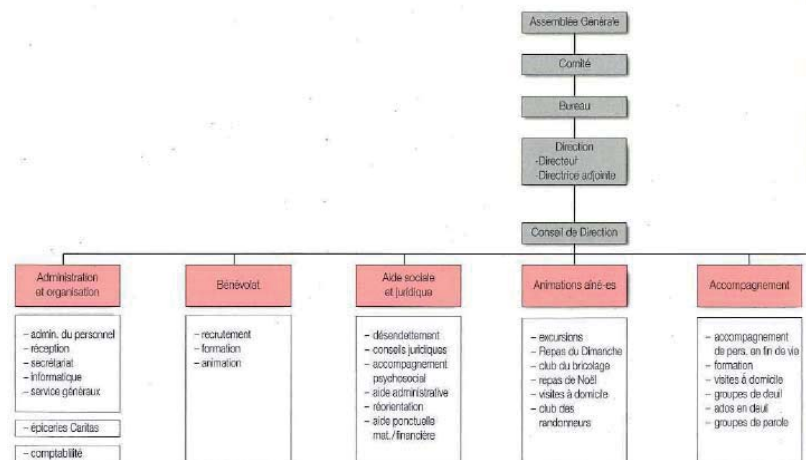 Assemblée Générale
Comité
Bureau
Direction
-Directeur
-Directrice adjointe
Conseil de Direction
Administration
et organisation
– admin. du personnel
– réception
– secrétariat
– informatique
– service généraux
– épiceries Caritas
– comptabilité
Bénévolat
– recrutement
– formation
– animation
Aide sociale
et juridique
– désendettement
– conseils juridiques
– accompagnement
psychosocial
– aide administrative
– réorientation
– aide ponctuelle
mat./financière
Animations aîné-es
– excursions
– Repas du Dimanche
– club du bricolage
– repas de Noël
– visites à domicile
– club des
randonneurs
Accompagnement
– accompagnement
de pers. en fin de vie
– formation
– visites à domicile
– groupes de deuil
– ados en deuil
– groupes de parole